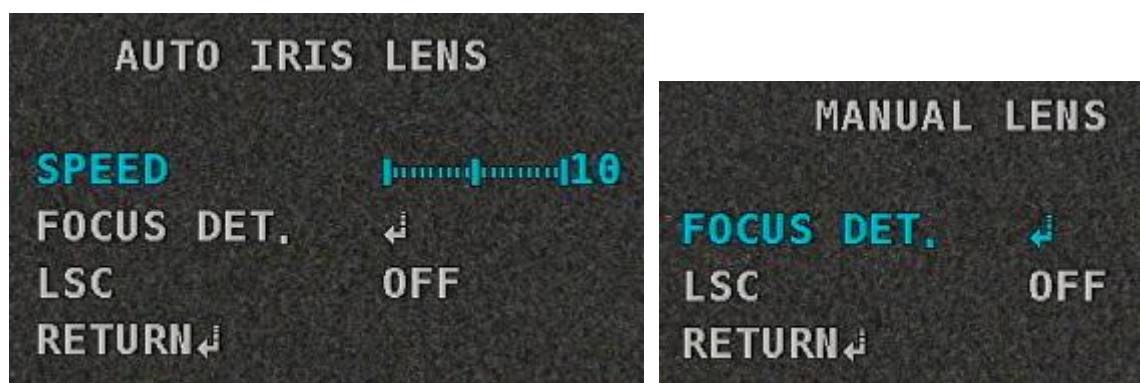 AUTO IRIS LENS
SPEED 10
FOCUS DET. ↲
LSC OFF
RETURN↲
MANUAL LENS
FOCUS DET. ↲
LSC OFF
RETURN↲